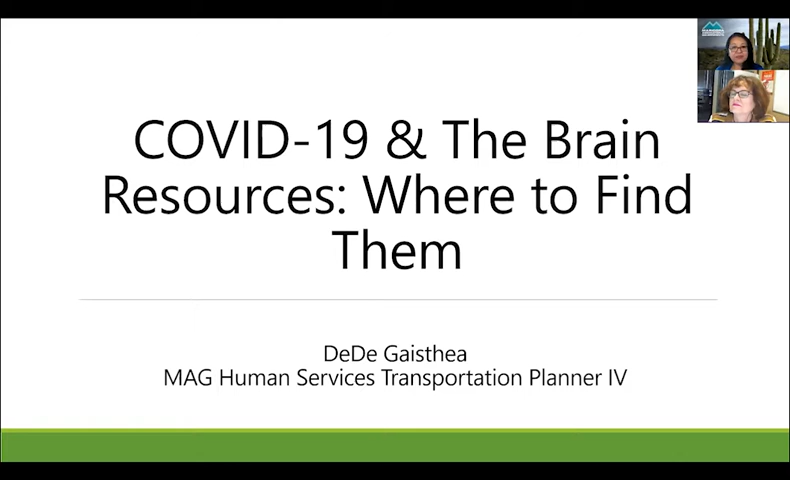 COVID-19 & The Brain
Resources: Where to Find
Them
DeDe Gaisthea
MAG Human Services Transportation Planner IV